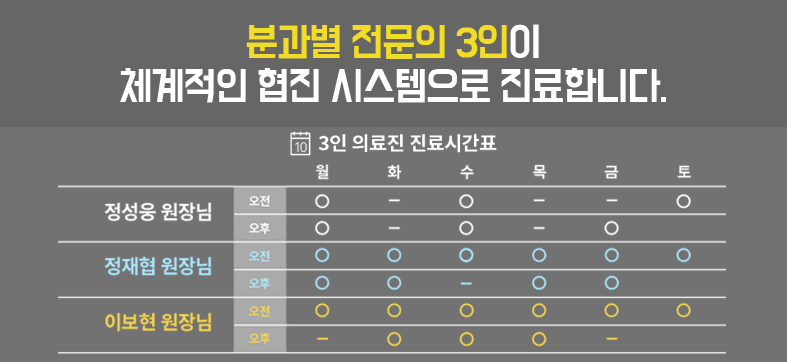 분과별 전문의 3인이
체계적인 협진 시스템으로 진료합니다.
10 3인 의료진 진료시간표
월 화 수 목 금 토
정성웅 원장님
오전 ○ – ○ – – ○
오후 ○ – ○ – ○
정재협 원장님
오전 ○ ○ ○ ○ ○ ○
오후 ○ ○ – ○ ○
이보현 원장님
오전 ○ ○ ○ ○ ○ ○
오후 – ○ ○ ○ –